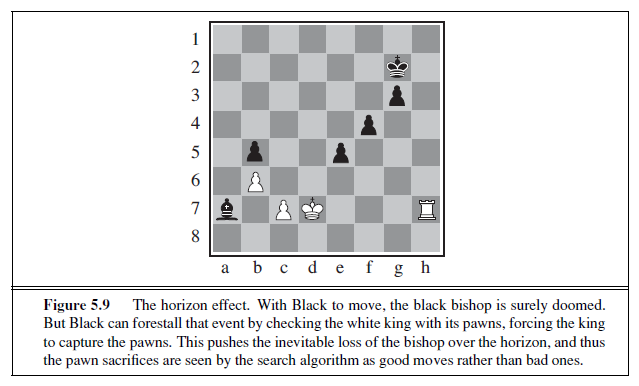 1
2
3
4
5
6
7
8
a b c d e f g h
Figure 5.9 The horizon effect. With Black to move, the black bishop is surely doomed.
But Black can forestall that event by checking the white king with its pawns, forcing the king
to capture the pawns. This pushes the inevitable loss of the bishop over the horizon, and thus
the pawn sacrifices are seen by the search algorithm as good moves rather than bad ones.